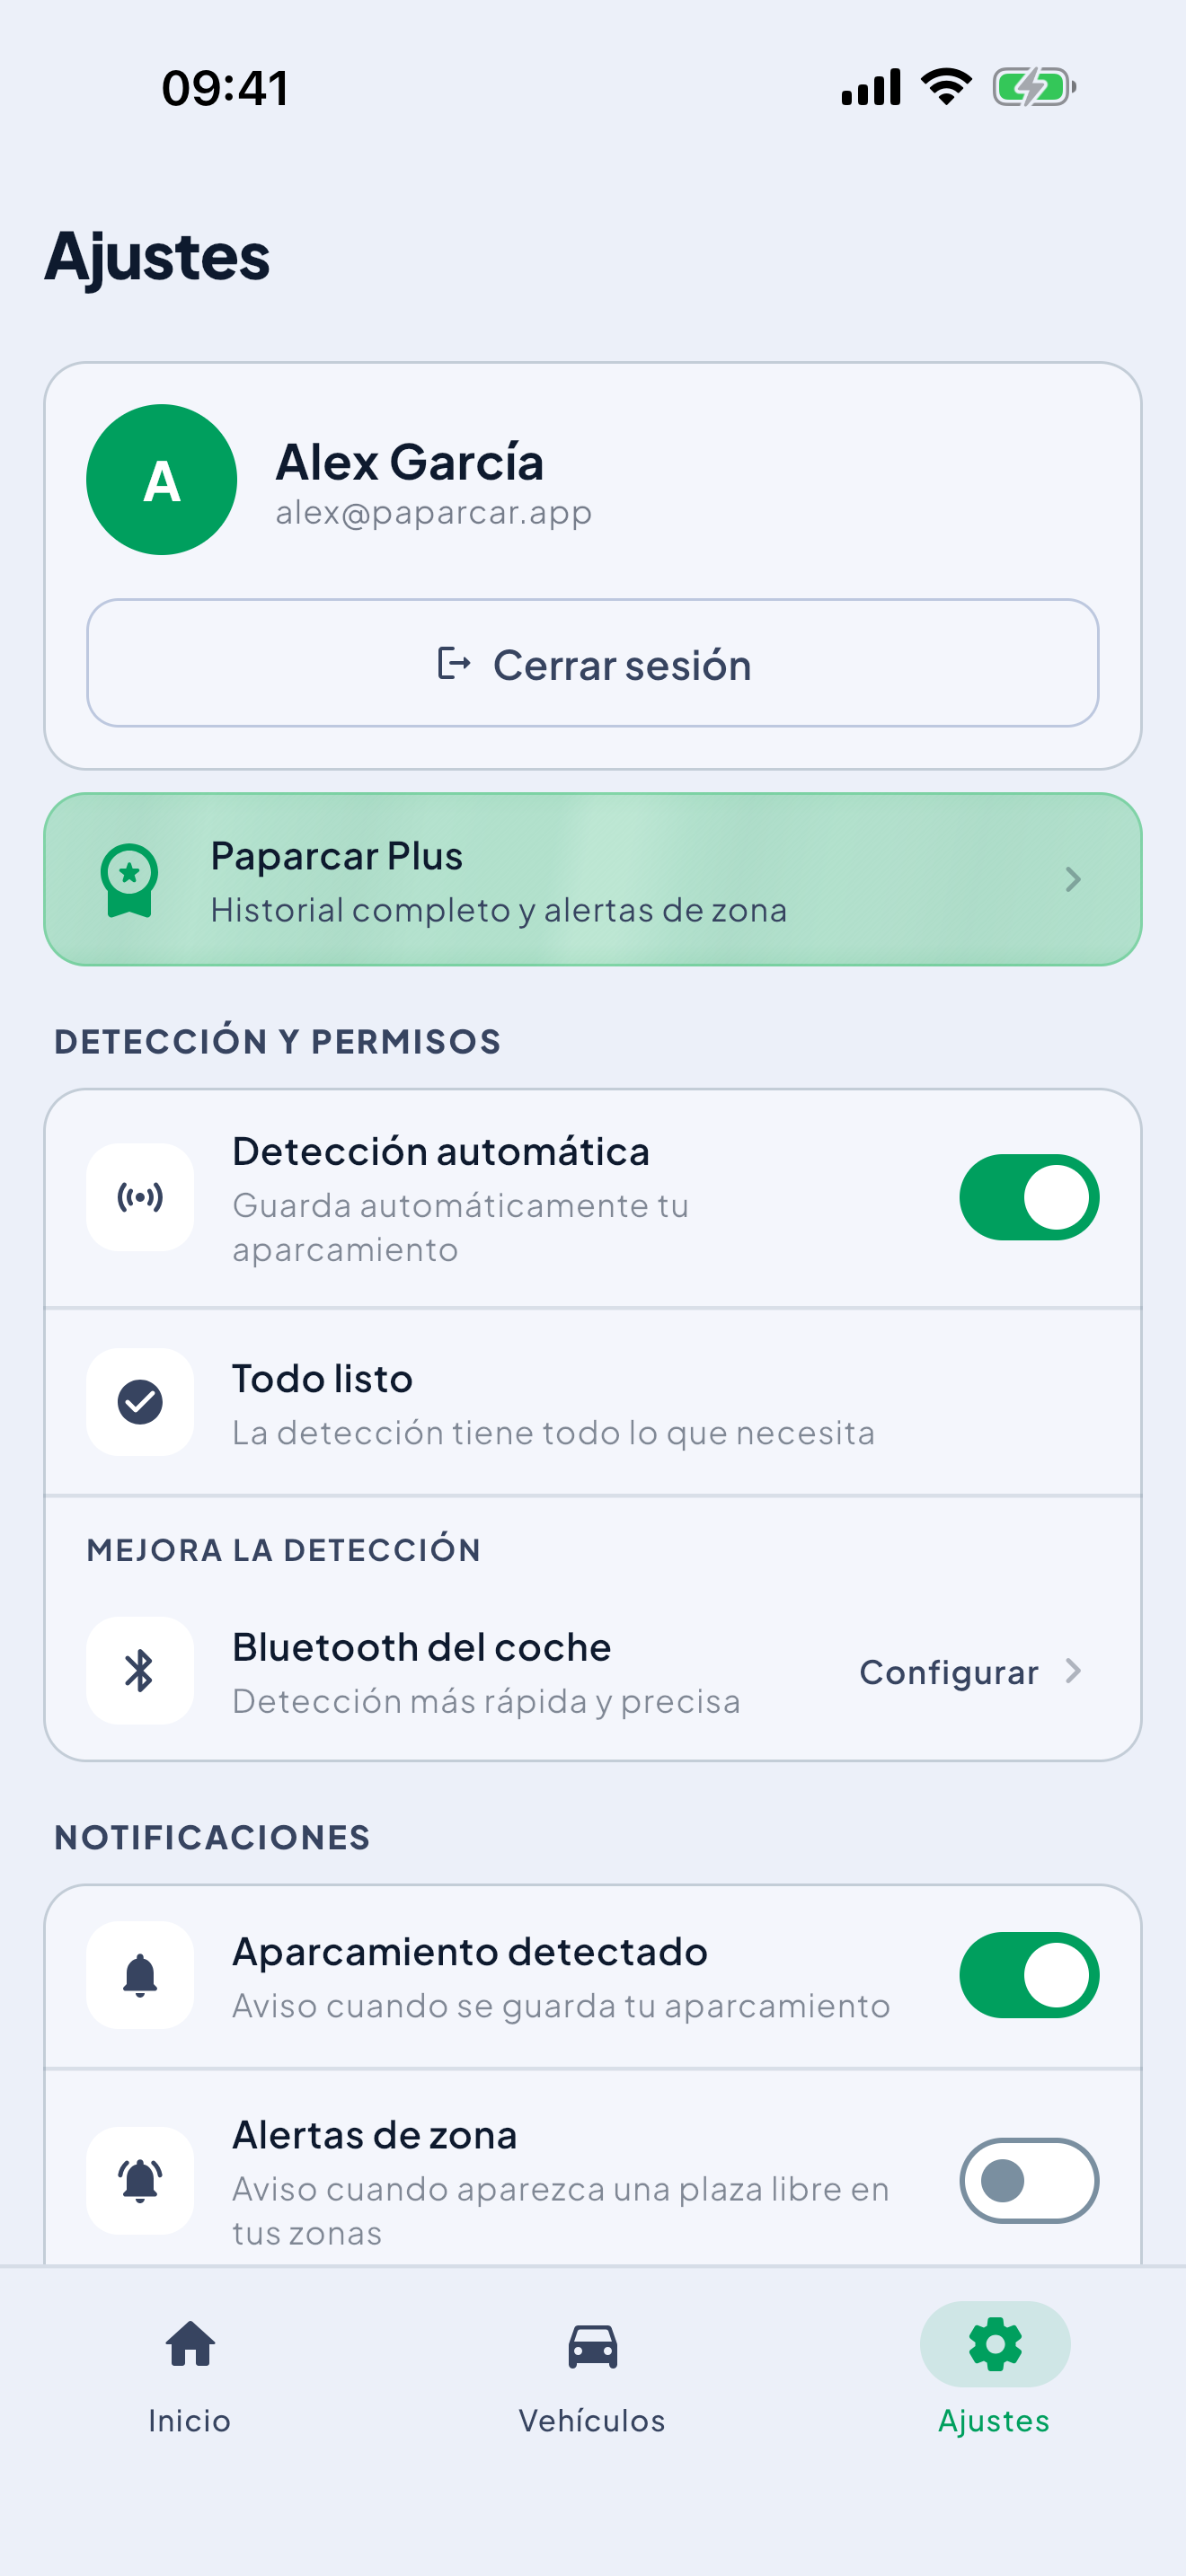 09:41
Ajustes
A
Alex García
alex@paparcar.app
Cerrar sesión
Paparcar Plus
Historial completo y alertas de zona
DETECCIÓN Y PERMISOS
Detección automática
Guarda automáticamente tu
aparcamiento
Todo listo
La detección tiene todo lo que necesita
MEJORA LA DETECCIÓN
Bluetooth del coche
Detección más rápida y precisa
Configurar
NOTIFICACIONES
Aparcamiento detectado
Aviso cuando se guarda tu aparcamiento
Alertas de zona
Aviso cuando aparezca una plaza libre en
tus zonas
Inicio
Vehículos
Ajustes